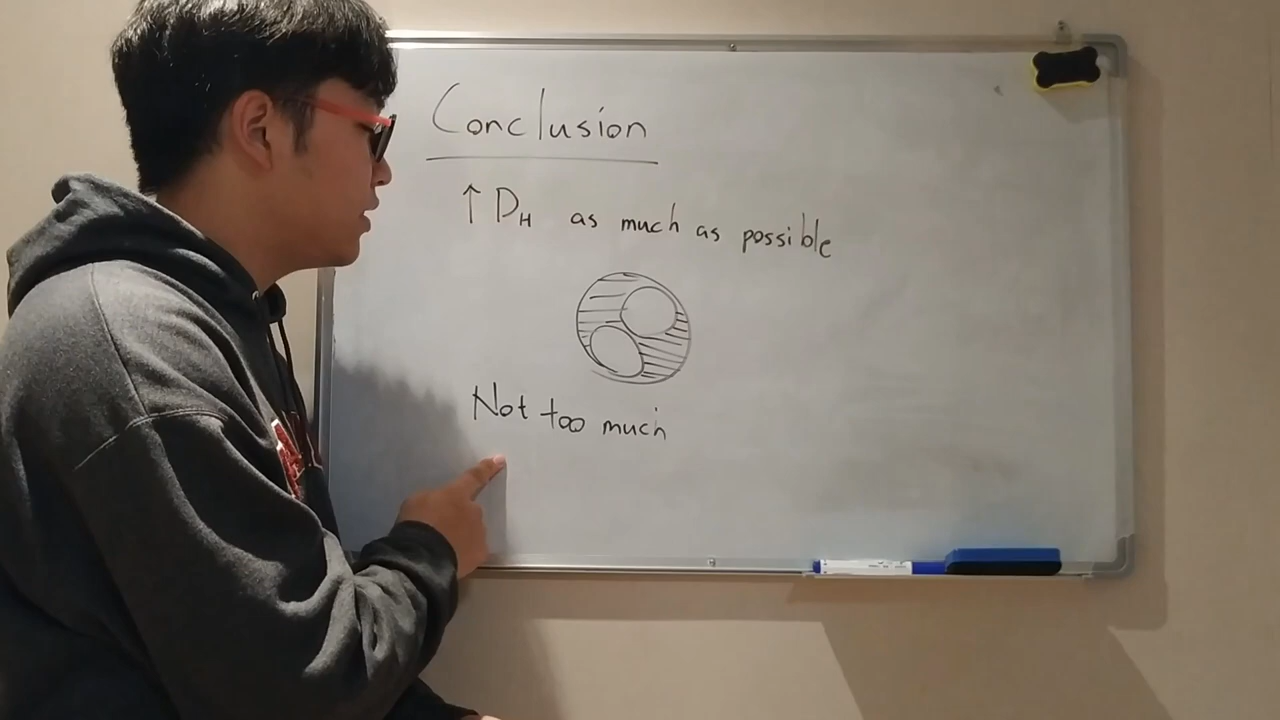 Conclusion
↑ D_H as much as possible
Not too much